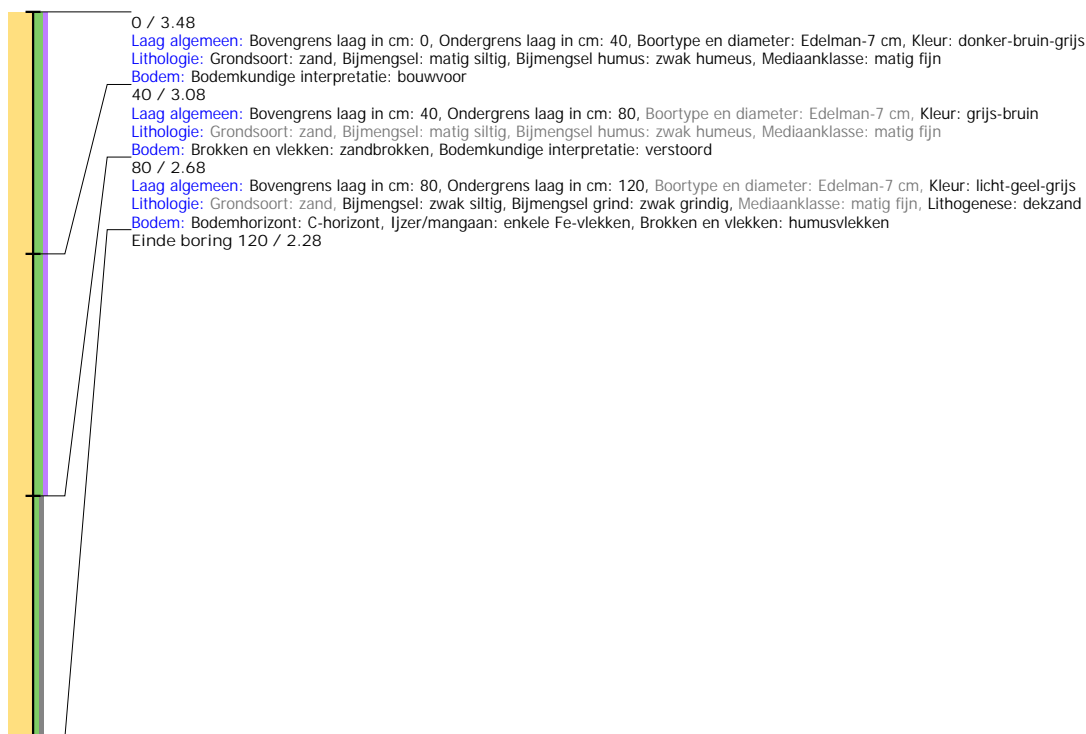 0 / 3.48
Laag algemeen: Bovengrens laag in cm: 0, Ondergrens laag in cm: 40, Boortype en diameter: Edelman-7 cm, Kleur: donker-bruin-grijs
Lithologie: Grondsoort: zand, Bijmengsel: matig siltig, Bijmengsel humus: zwak humeus, Mediaanklasse: matig fijn
Bodem: Bodemkundige interpretatie: bouwvoor
40 / 3.08
Laag algemeen: Bovengrens laag in cm: 40, Ondergrens laag in cm: 80, Boortype en diameter: Edelman-7 cm, Kleur: grijs-bruin
Lithologie: Grondsoort: zand, Bijmengsel: matig siltig, Bijmengsel humus: zwak humeus, Mediaanklasse: matig fijn
Bodem: Brokken en vlekken: zandbrokken, Bodemkundige interpretatie: verstoord
80 / 2.68
Laag algemeen: Bovengrens laag in cm: 80, Ondergrens laag in cm: 120, Boortype en diameter: Edelman-7 cm, Kleur: licht-geel-grijs
Lithologie: Grondsoort: zand, Bijmengsel: zwak siltig, Bijmengsel grind: zwak grindig, Mediaanklasse: matig fijn, Lithogenese: dekzand
Bodem: Bodemhorizont: C-horizont, Ijzer/mangaan: enkele Fe-vlekken, Brokken en vlekken: humusvlekken
Einde boring 120 / 2.28